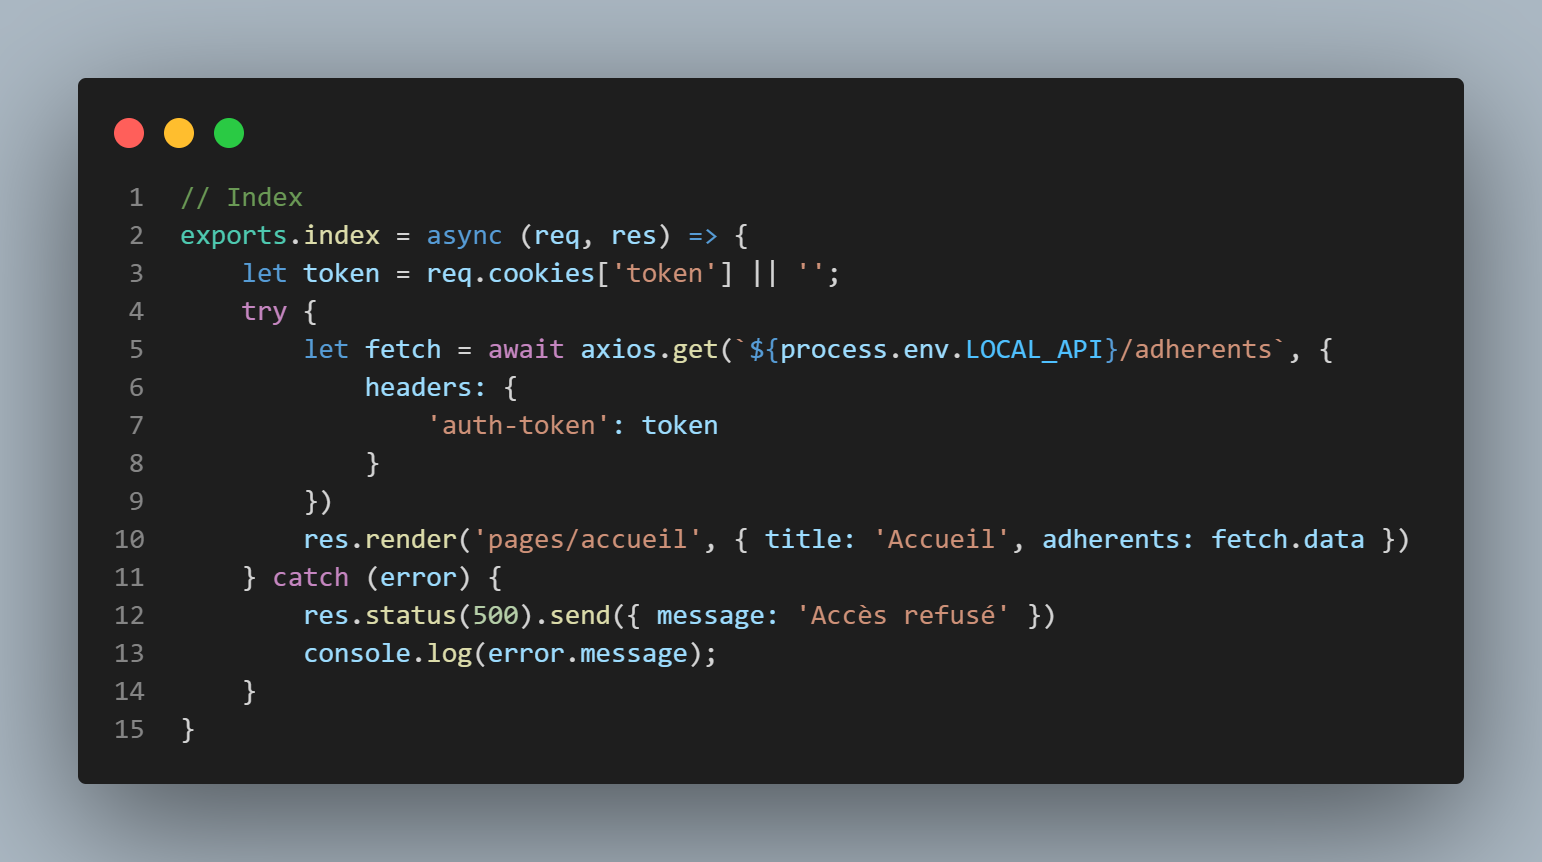 1 // Index
2 exports.index = async (req, res) => {
3     let token = req.cookies['token'] || '';
4     try {
5         let fetch = await axios.get(`${process.env.LOCAL_API}/adherents`, {
6             headers: {
7                 'auth-token': token
8             }
9         })
10         res.render('pages/accueil', { title: 'Accueil', adherents: fetch.data })
11     } catch (error) {
12         res.status(500).send({ message: 'Accès refusé' })
13         console.log(error.message);
14     }
15 }